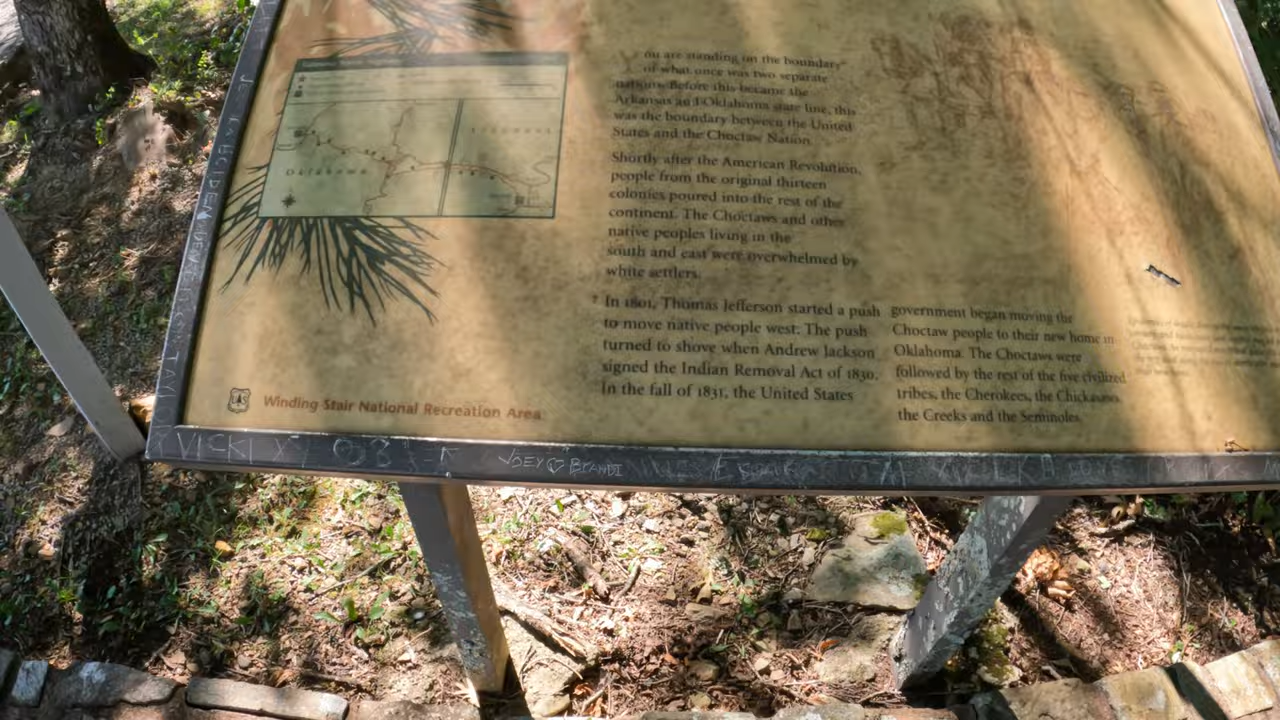 ou are standing on the boundary
of what once was two separate
nations. Before this became the
Arkansas and Oklahoma state line, this
was the boundary between the United
States and the Choctaw Nation.
Shortly after the American Revolution,
people from the original thirteen
colonies poured into the rest of the
continent. The Choctaws and other
native peoples living in the
south and east were overwhelmed by
white settlers.
In 1801, Thomas Jefferson started a push
to move native people west. The push
turned to shove when Andrew Jackson
signed the Indian Removal Act of 1830.
In the fall of 1831, the United States
government began moving the
Choctaw people to their new home in
Oklahoma. The Choctaws were
followed by the rest of the five civilized
tribes, the Cherokees, the Chickasaws,
the Creeks and the Seminoles.
Oklahoma
Arkansas
Winding Stair National Recreation Area
VICKI
JOEY ♡ BRANDI